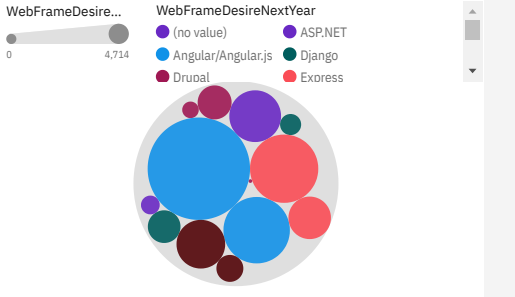 WebFrameDesire...
0
4,714
WebFrameDesireNextYear
(no value)
ASP.NET
Angular/Angular.js
Django
Drupal
Express